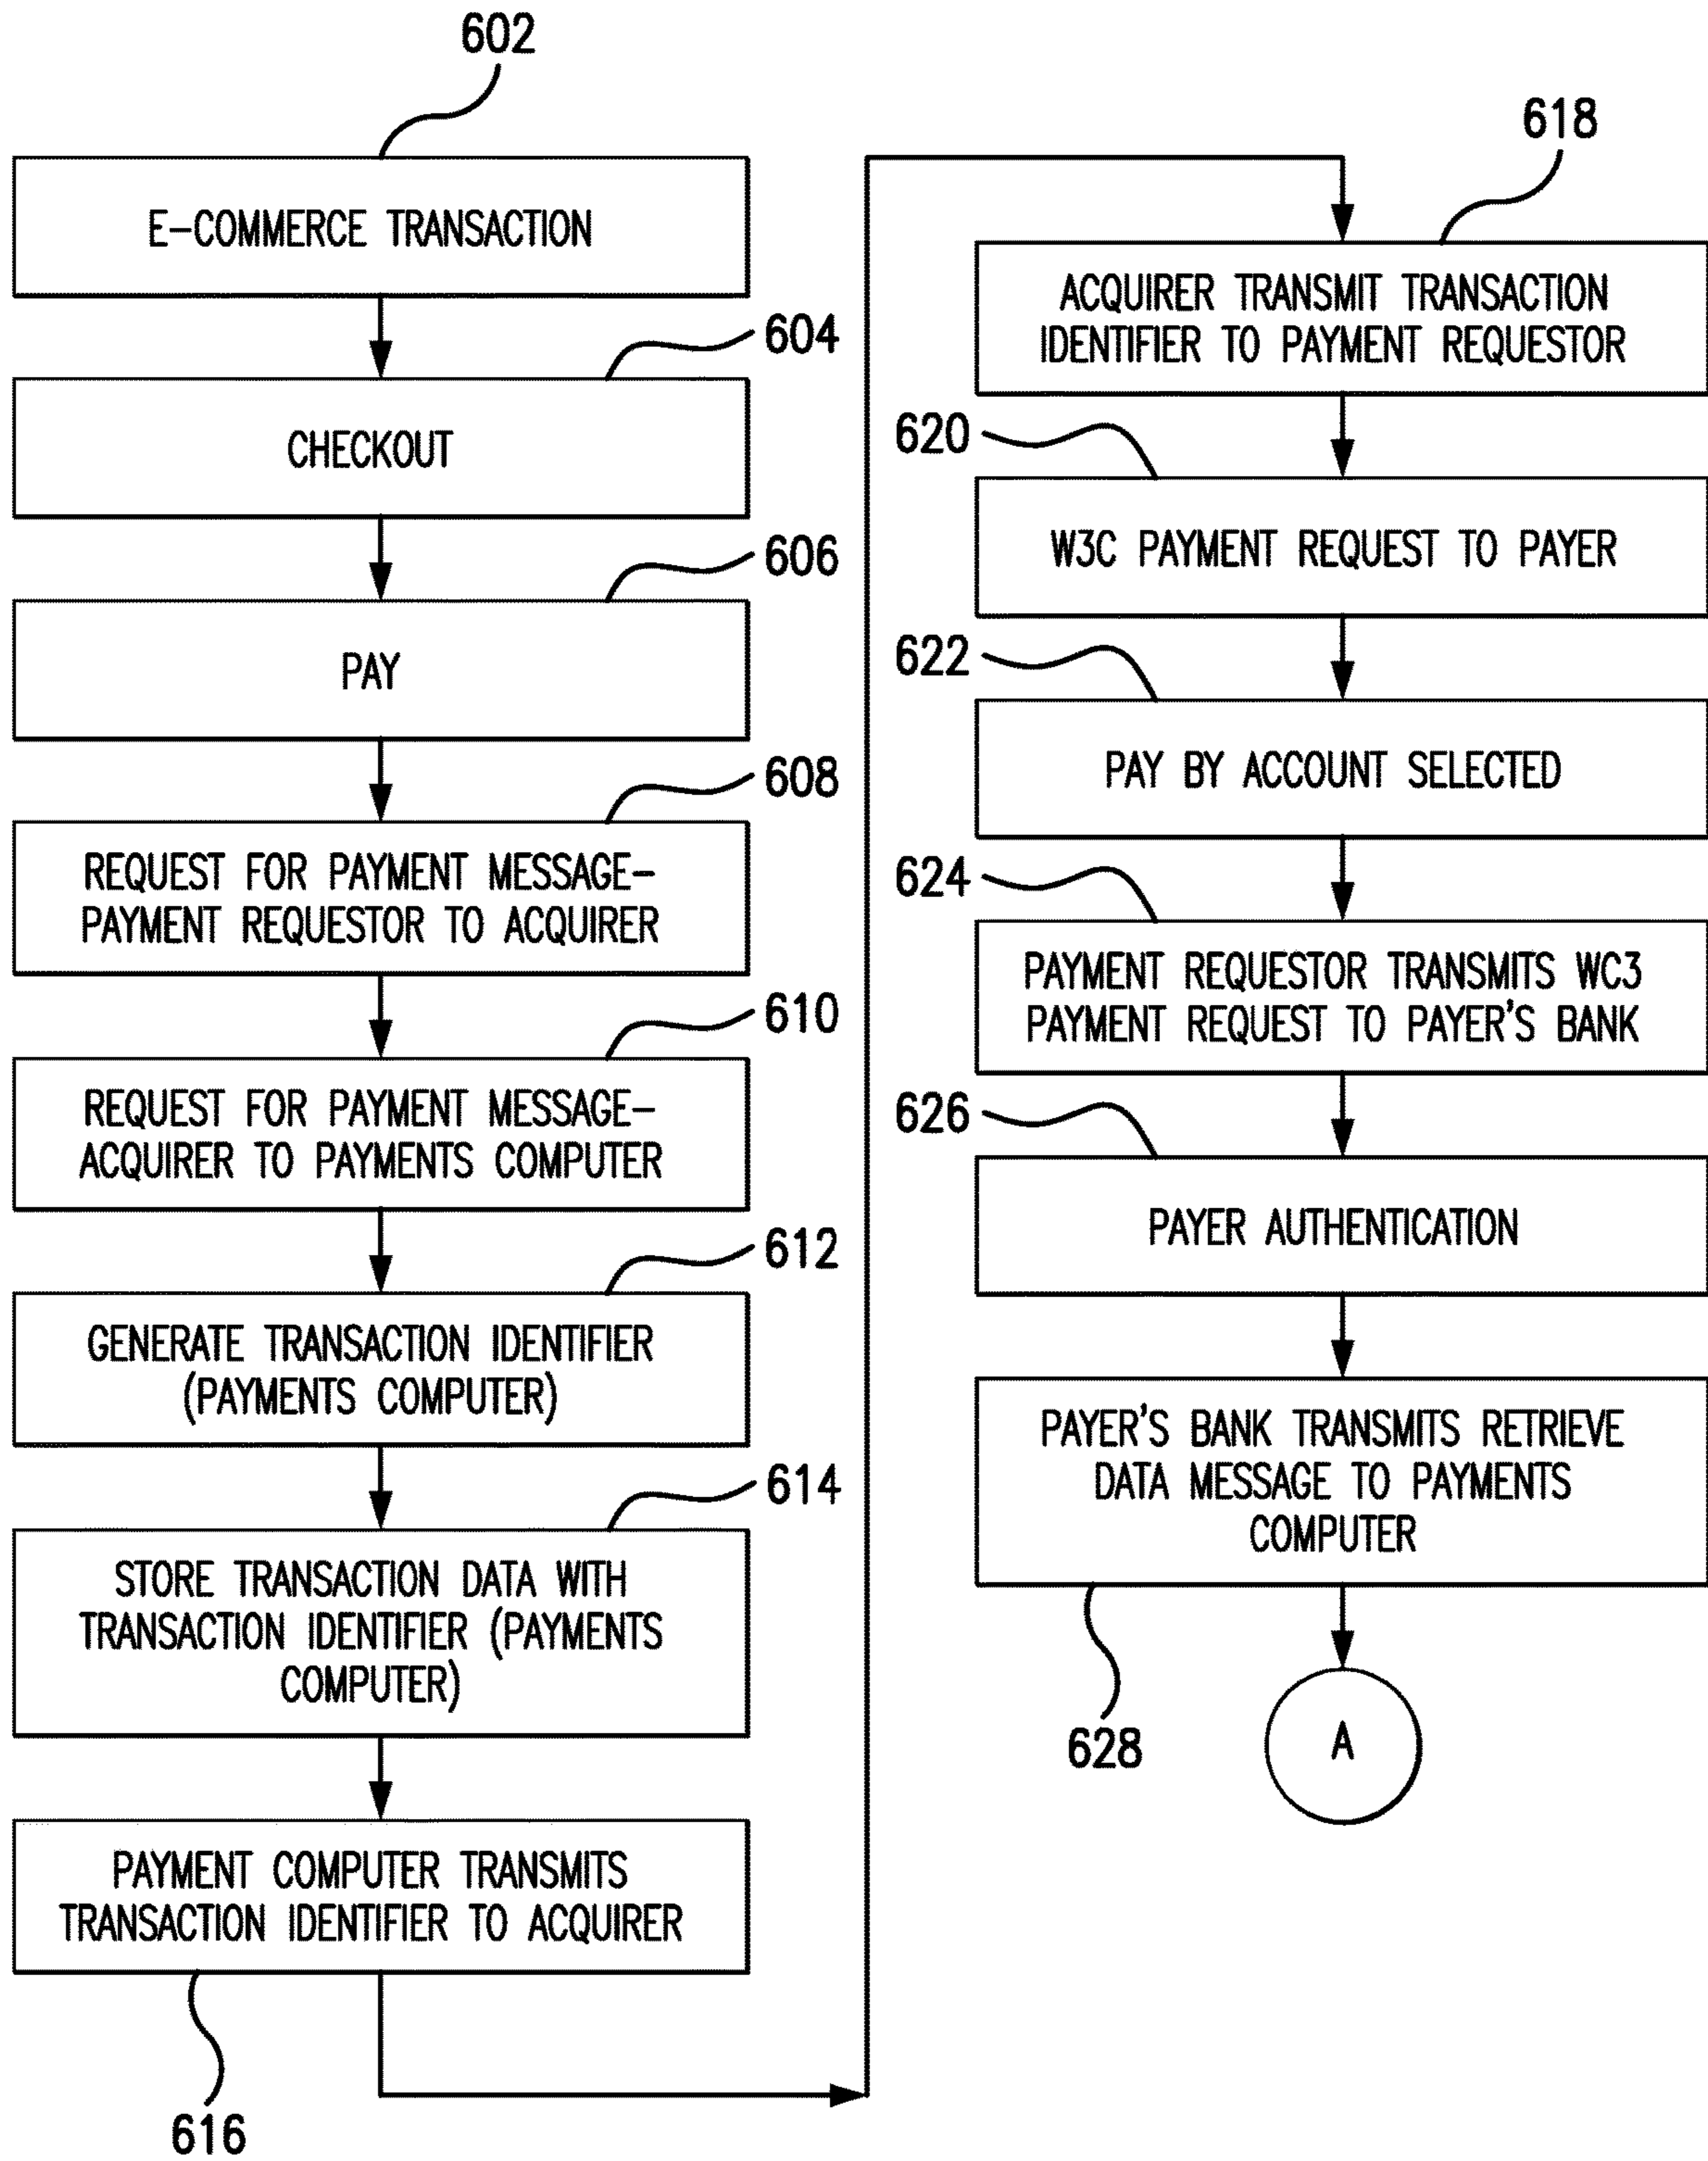 602
E-COMMERCE TRANSACTION
604
CHECKOUT
606
PAY
608
REQUEST FOR PAYMENT MESSAGE-
PAYMENT REQUESTOR TO ACQUIRER
610
REQUEST FOR PAYMENT MESSAGE-
ACQUIRER TO PAYMENTS COMPUTER
612
GENERATE TRANSACTION IDENTIFIER
(PAYMENTS COMPUTER)
614
STORE TRANSACTION DATA WITH
TRANSACTION IDENTIFIER (PAYMENTS
COMPUTER)
PAYMENT COMPUTER TRANSMITS
TRANSACTION IDENTIFIER TO ACQUIRER
616
618
ACQUIRER TRANSMIT TRANSACTION
IDENTIFIER TO PAYMENT REQUESTOR
620
W3C PAYMENT REQUEST TO PAYER
622
PAY BY ACCOUNT SELECTED
624
PAYMENT REQUESTOR TRANSMITS WC3
PAYMENT REQUEST TO PAYER'S BANK
626
PAYER AUTHENTICATION
PAYER'S BANK TRANSMITS RETRIEVE
DATA MESSAGE TO PAYMENTS
COMPUTER
628
A